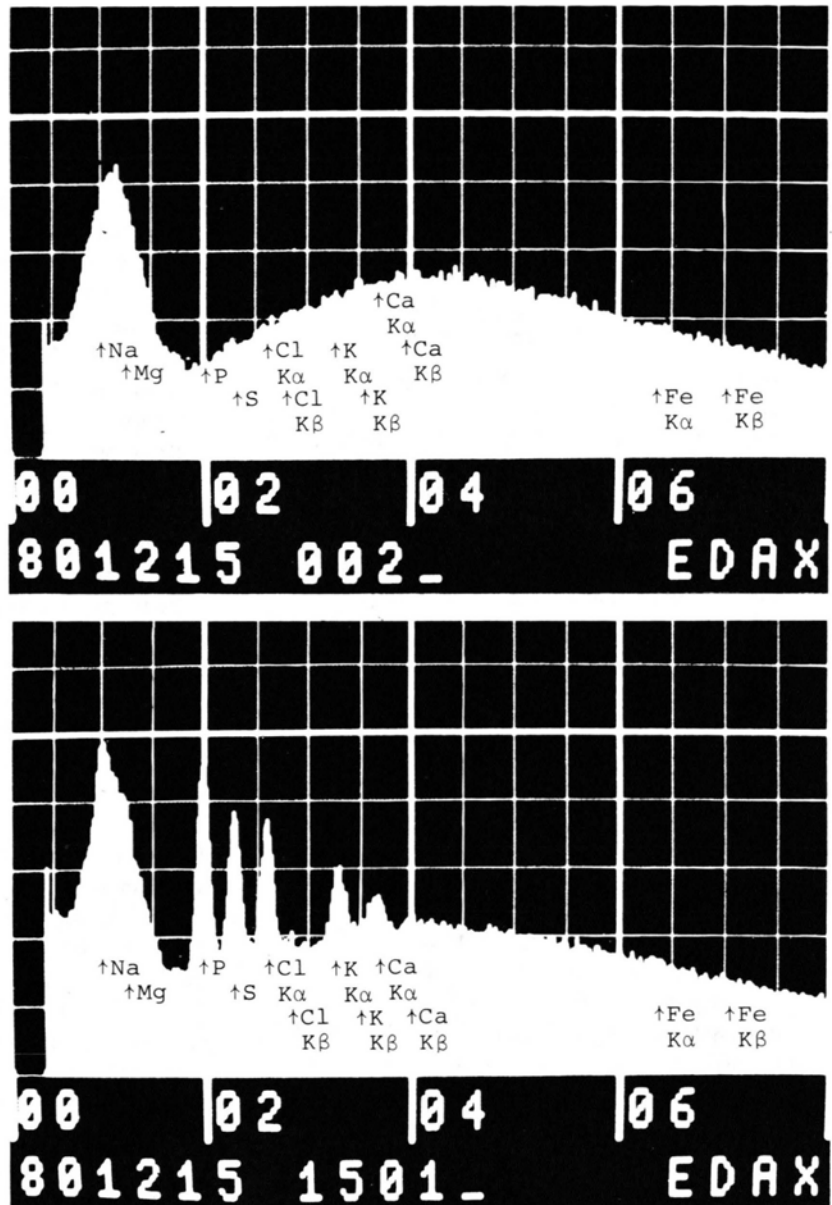 ↑Ca
Kα
↑Na ↑Cl ↑K ↑Ca
↑Mg ↑P Kα Kα Kβ
↑S ↑Cl ↑K ↑Fe ↑Fe
Kβ Kβ Kα Kβ
00 02 04 06
801215 002_ EDAX
↑Na ↑P ↑Cl ↑K ↑Ca
↑Mg ↑S Kα Kα Kα
↑Cl ↑K ↑Ca ↑Fe ↑Fe
Kβ Kβ Kβ Kα Kβ
00 02 04 06
801215 1501_ EDAX